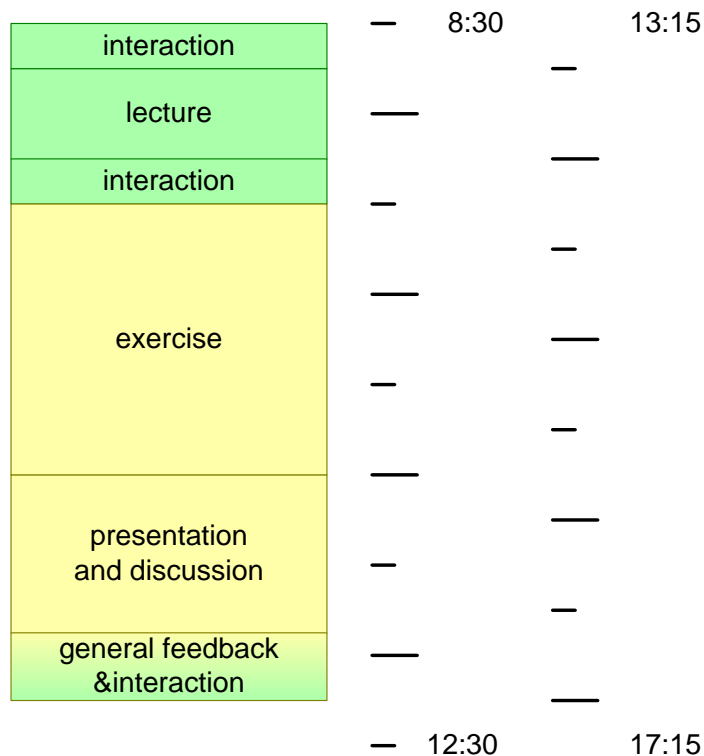 interaction
8:30
13:15
lecture
interaction
exercise
presentation
and discussion
general feedback
&interaction
12:30
17:15